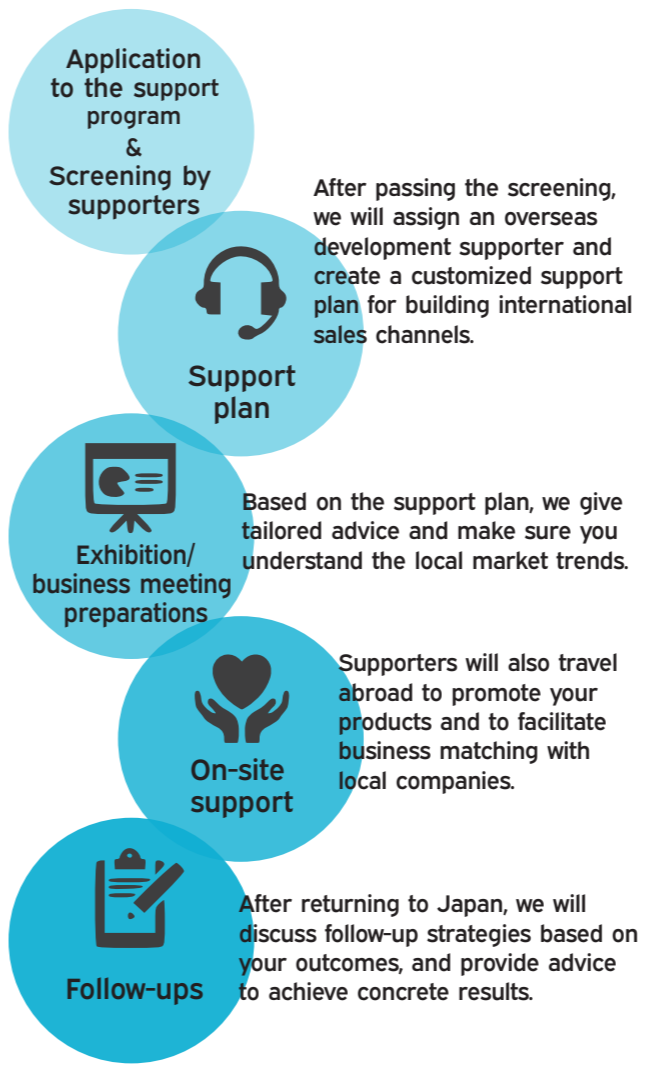 Application
to the support
program
&
Screening by
supporters
After passing the screening,
we will assign an overseas
development supporter and
create a customized support
plan for building international
sales channels.
Support
plan
Based on the support plan, we give
tailored advice and make sure you
understand the local market trends.
Exhibition/
business meeting
preparations
Supporters will also travel
abroad to promote your
products and to facilitate
business matching with
local companies.
On-site
support
After returning to Japan, we will
discuss follow-up strategies based on
your outcomes, and provide advice
to achieve concrete results.
Follow-ups